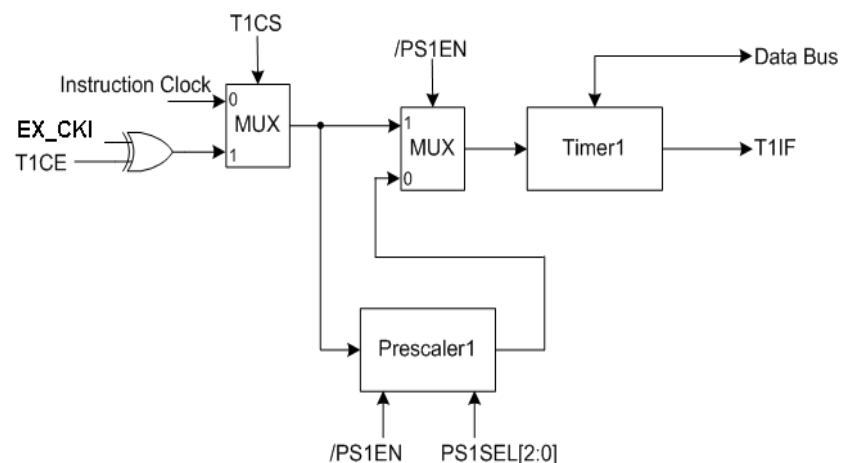 T1CS
/PS1EN
Data Bus
Instruction Clock
0
MUX
EX_CKI
T1CE
1
1
MUX
0
Timer1
T1IF
Prescaler1
/PS1EN
PS1SEL[2:0]